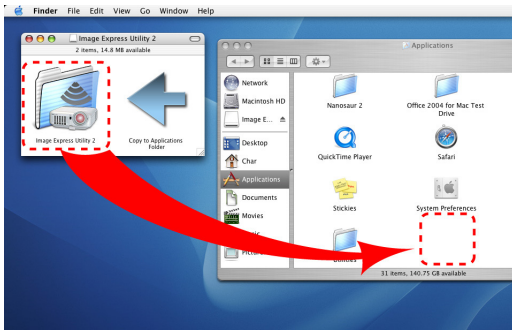 Finder File Edit View Go Window Help
Image Express Utility 2
2 items, 14.8 MB available
Image Express Utility 2
Copy to Applications
Folder
Applications
Network
Macintosh HD
Image E...
Desktop
Char
Applications
Documents
Movies
Nanosaur 2
Office 2004 for Mac Test
Drive
QuickTime Player
Safari
Stickies
System Preferences
31 items, 140.75 GB available